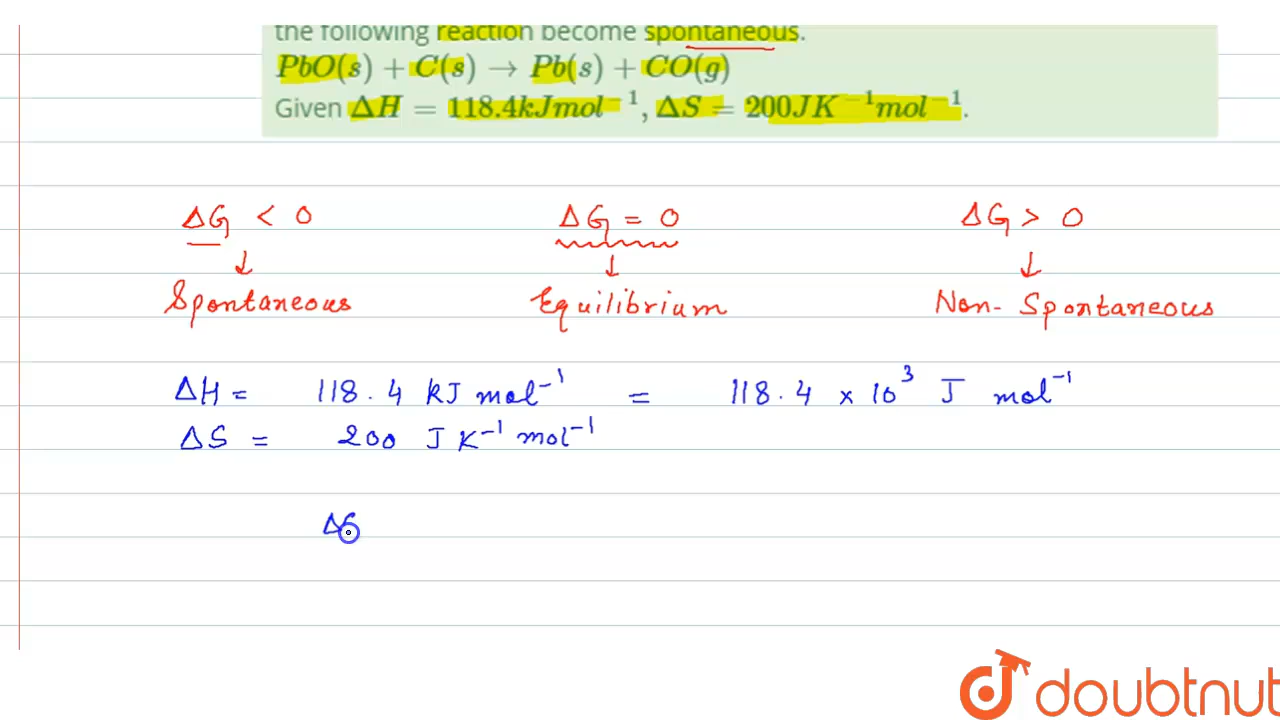 the following reaction become spontaneous.
PbO(s) + C(s) → Pb(s) + CO(g)
Given ΔH = 118.4kJmol⁻¹, ΔS = 200JK⁻¹mol⁻¹.
ΔG < 0 ΔG = 0 ΔG > 0
↓ ↓ ↓
Spontaneous Equilibrium Non-Spontaneous
ΔH = 118.4 kJ mol⁻¹ = 118.4 × 10³ J mol⁻¹
ΔS = 200 J K⁻¹ mol⁻¹
ΔG
doubtnut